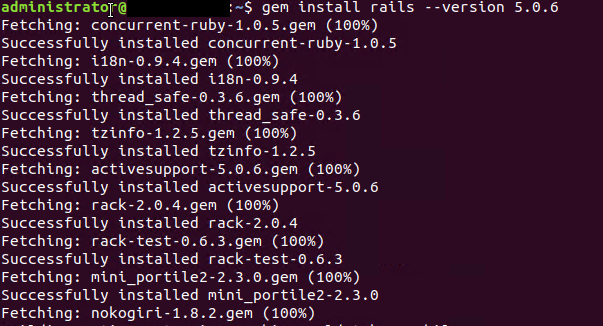 administrator@ :~$ gem install rails --version 5.0.6
Fetching: concurrent-ruby-1.0.5.gem (100%)
Successfully installed concurrent-ruby-1.0.5
Fetching: i18n-0.9.4.gem (100%)
Successfully installed i18n-0.9.4
Fetching: thread_safe-0.3.6.gem (100%)
Successfully installed thread_safe-0.3.6
Fetching: tzinfo-1.2.5.gem (100%)
Successfully installed tzinfo-1.2.5
Fetching: activesupport-5.0.6.gem (100%)
Successfully installed activesupport-5.0.6
Fetching: rack-2.0.4.gem (100%)
Successfully installed rack-2.0.4
Fetching: rack-test-0.6.3.gem (100%)
Successfully installed rack-test-0.6.3
Fetching: mini_portile2-2.3.0.gem (100%)
Successfully installed mini_portile2-2.3.0
Fetching: nokogiri-1.8.2.gem (100%)